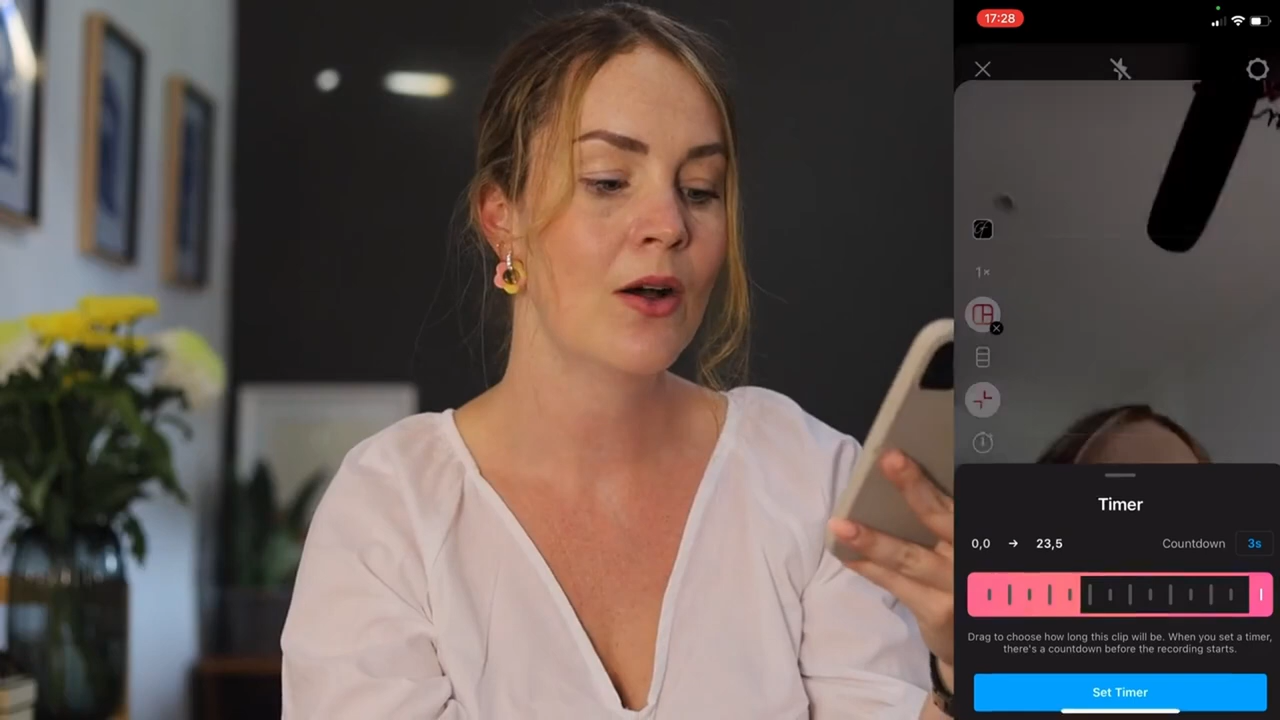 17:28
1×
Timer
0,0 → 23,5 Countdown 3s
Drag to choose how long this clip will be. When you set a timer,
there's a countdown before the recording starts.
Set Timer